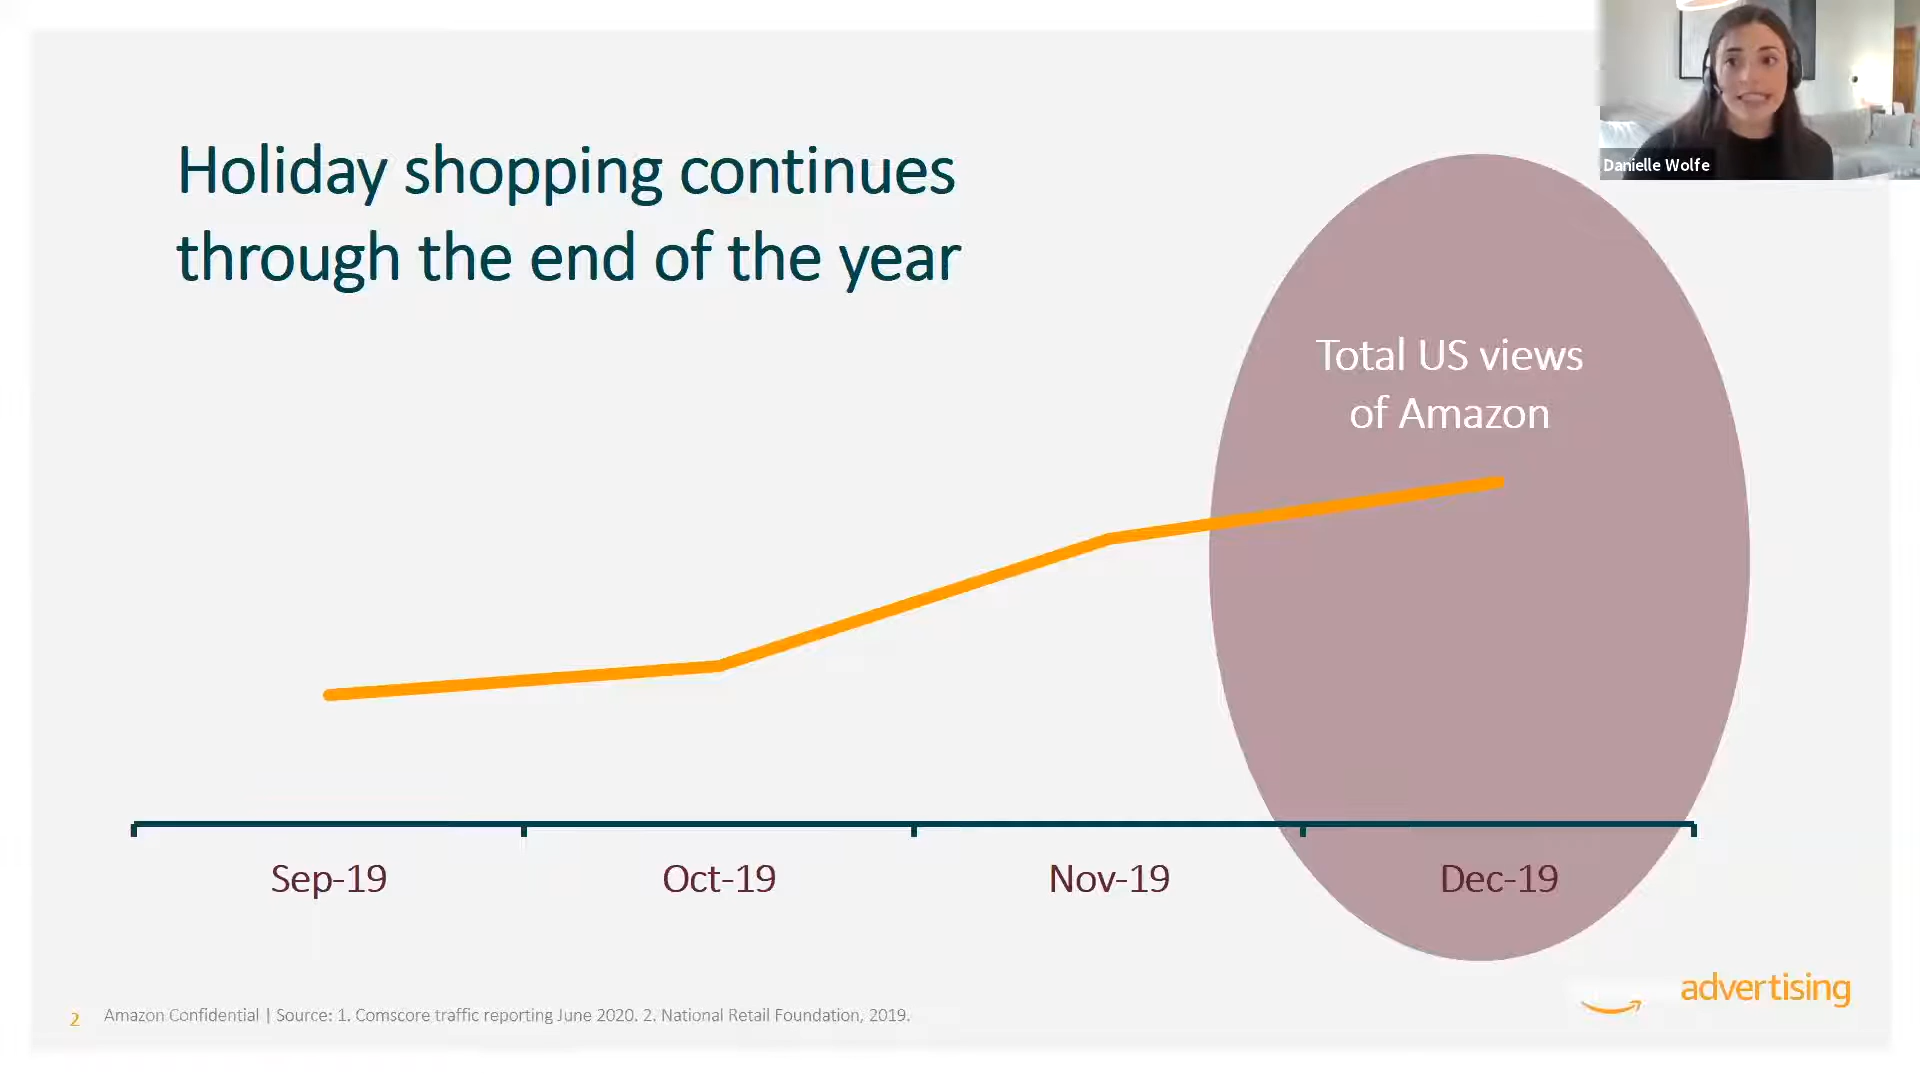 Danielle Wolfe
Holiday shopping continues
through the end of the year
Total US views
of Amazon
Sep-19
Oct-19
Nov-19
Dec-19
advertising
2
Amazon Confidential | Source: 1. Comscore traffic reporting June 2020. 2. National Retail Foundation, 2019.